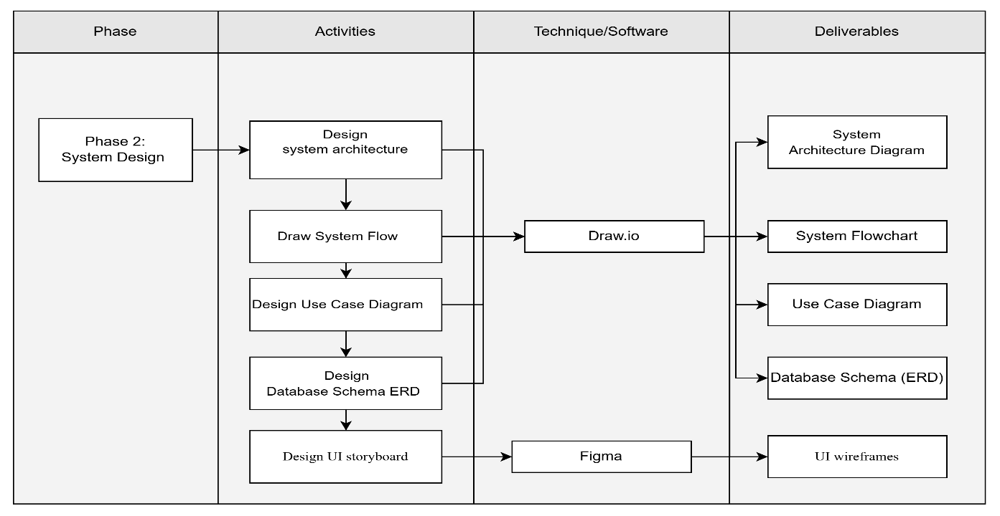 Phase
Activities
Technique/Software
Deliverables
Phase 2:
System Design
Design
system architecture
Draw System Flow
Design Use Case Diagram
Design
Database Schema ERD
Design UI storyboard
Draw.io
Figma
System
Architecture Diagram
System Flowchart
Use Case Diagram
Database Schema (ERD)
UI wireframes